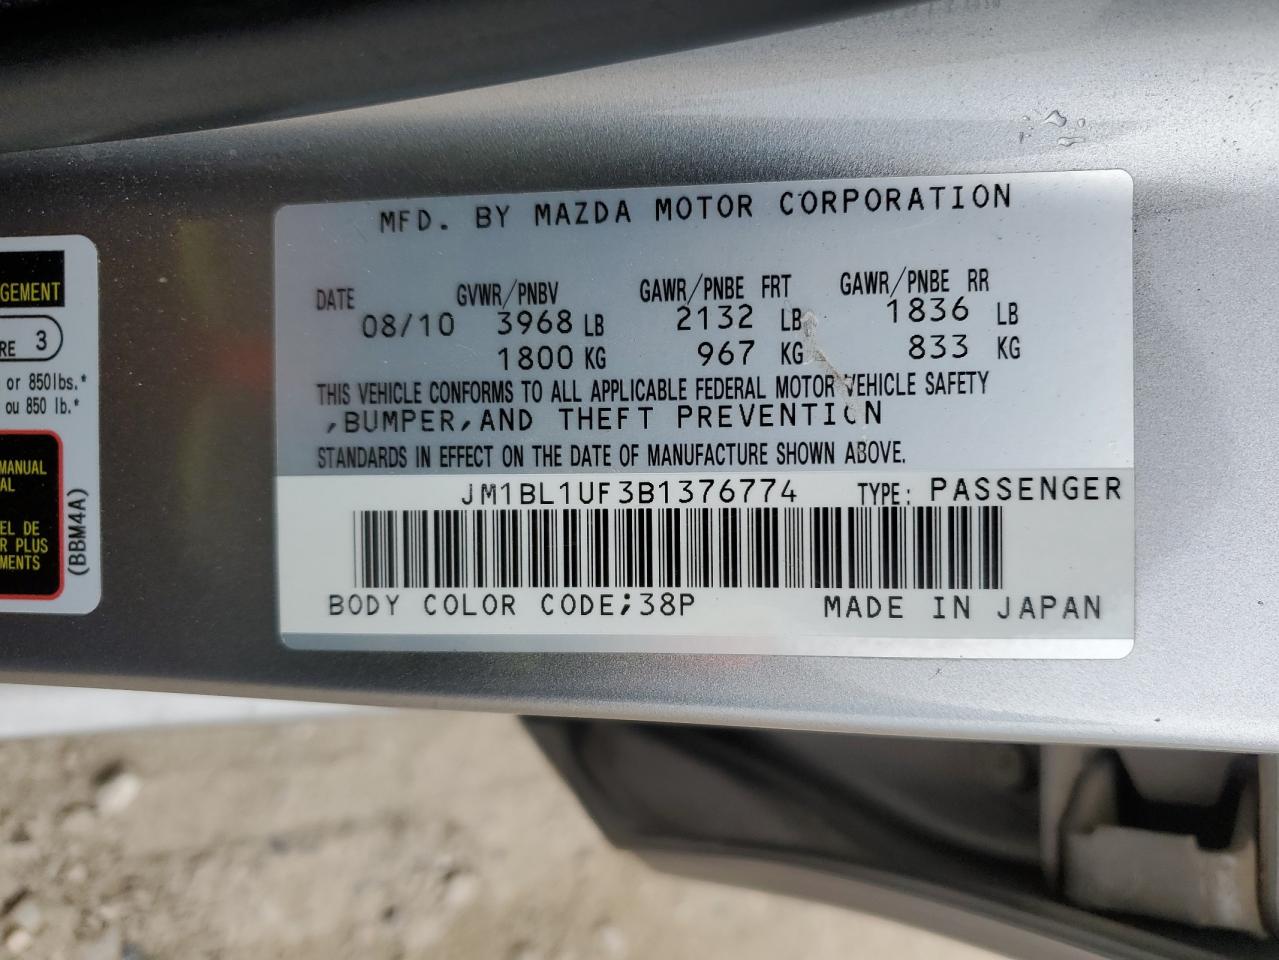 MFD. BY MAZDA MOTOR CORPORATION
DATE GVWR/PNBV GAWR/PNBE FRT GAWR/PNBE RR
08/10 3968 LB 2132 LB 1836 LB
1800 KG 967 KG 833 KG
THIS VEHICLE CONFORMS TO ALL APPLICABLE FEDERAL MOTOR VEHICLE SAFETY
,BUMPER,AND THEFT PREVENTION
STANDARDS IN EFFECT ON THE DATE OF MANUFACTURE SHOWN ABOVE.
JM1BL1UF3B1376774 TYPE: PASSENGER
BODY COLOR CODE;38P MADE IN JAPAN
GEMENT
RE 3
or 850lbs.*
ou 850 lb.*
MANUAL
AL
EL DE
R PLUS
MENTS
(BBM4A)